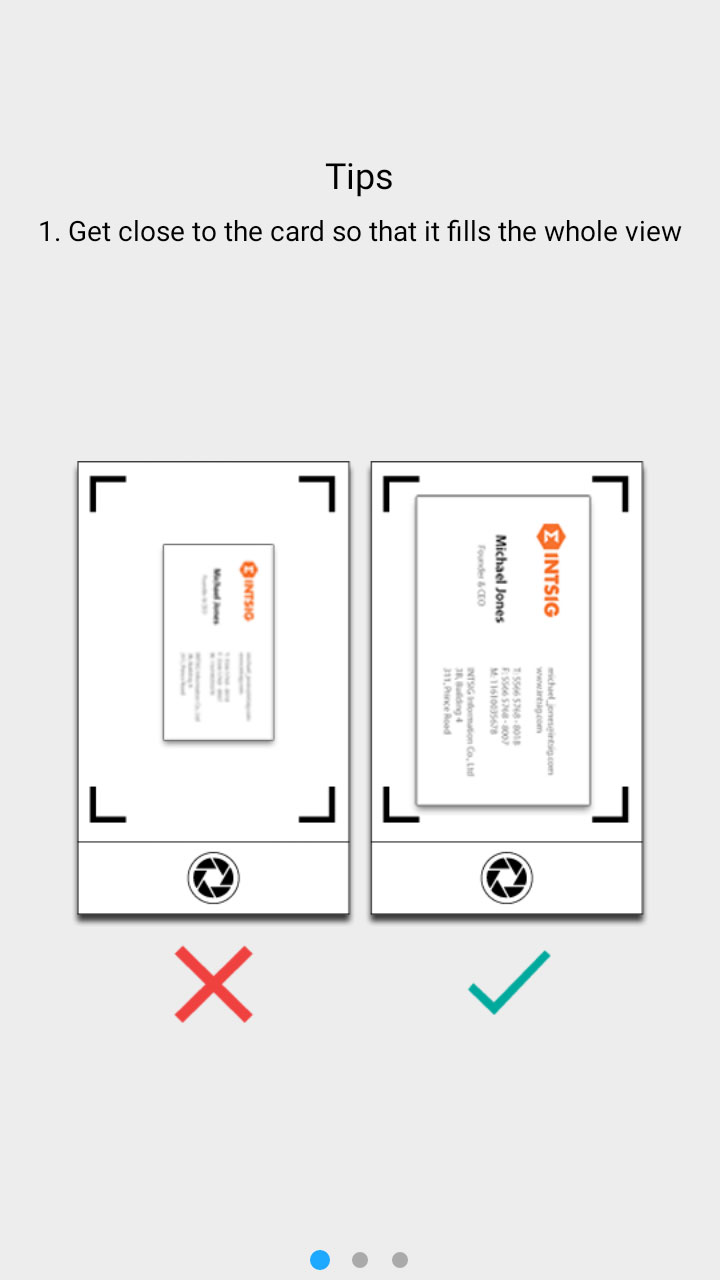 Tips
1. Get close to the card so that it fills the whole view
INTSIG
Michael Jones
Founder & CEO
INTSIG
Michael Jones
Founder & CEO
michael_jones@intsig.com
www.intsig.com
T: 5566 5768 - 8018
F: 5566 5768 - 8007
M: 11610035678
INTSIG Information Co., Ltd
3B, Building 4
311, Prince Road